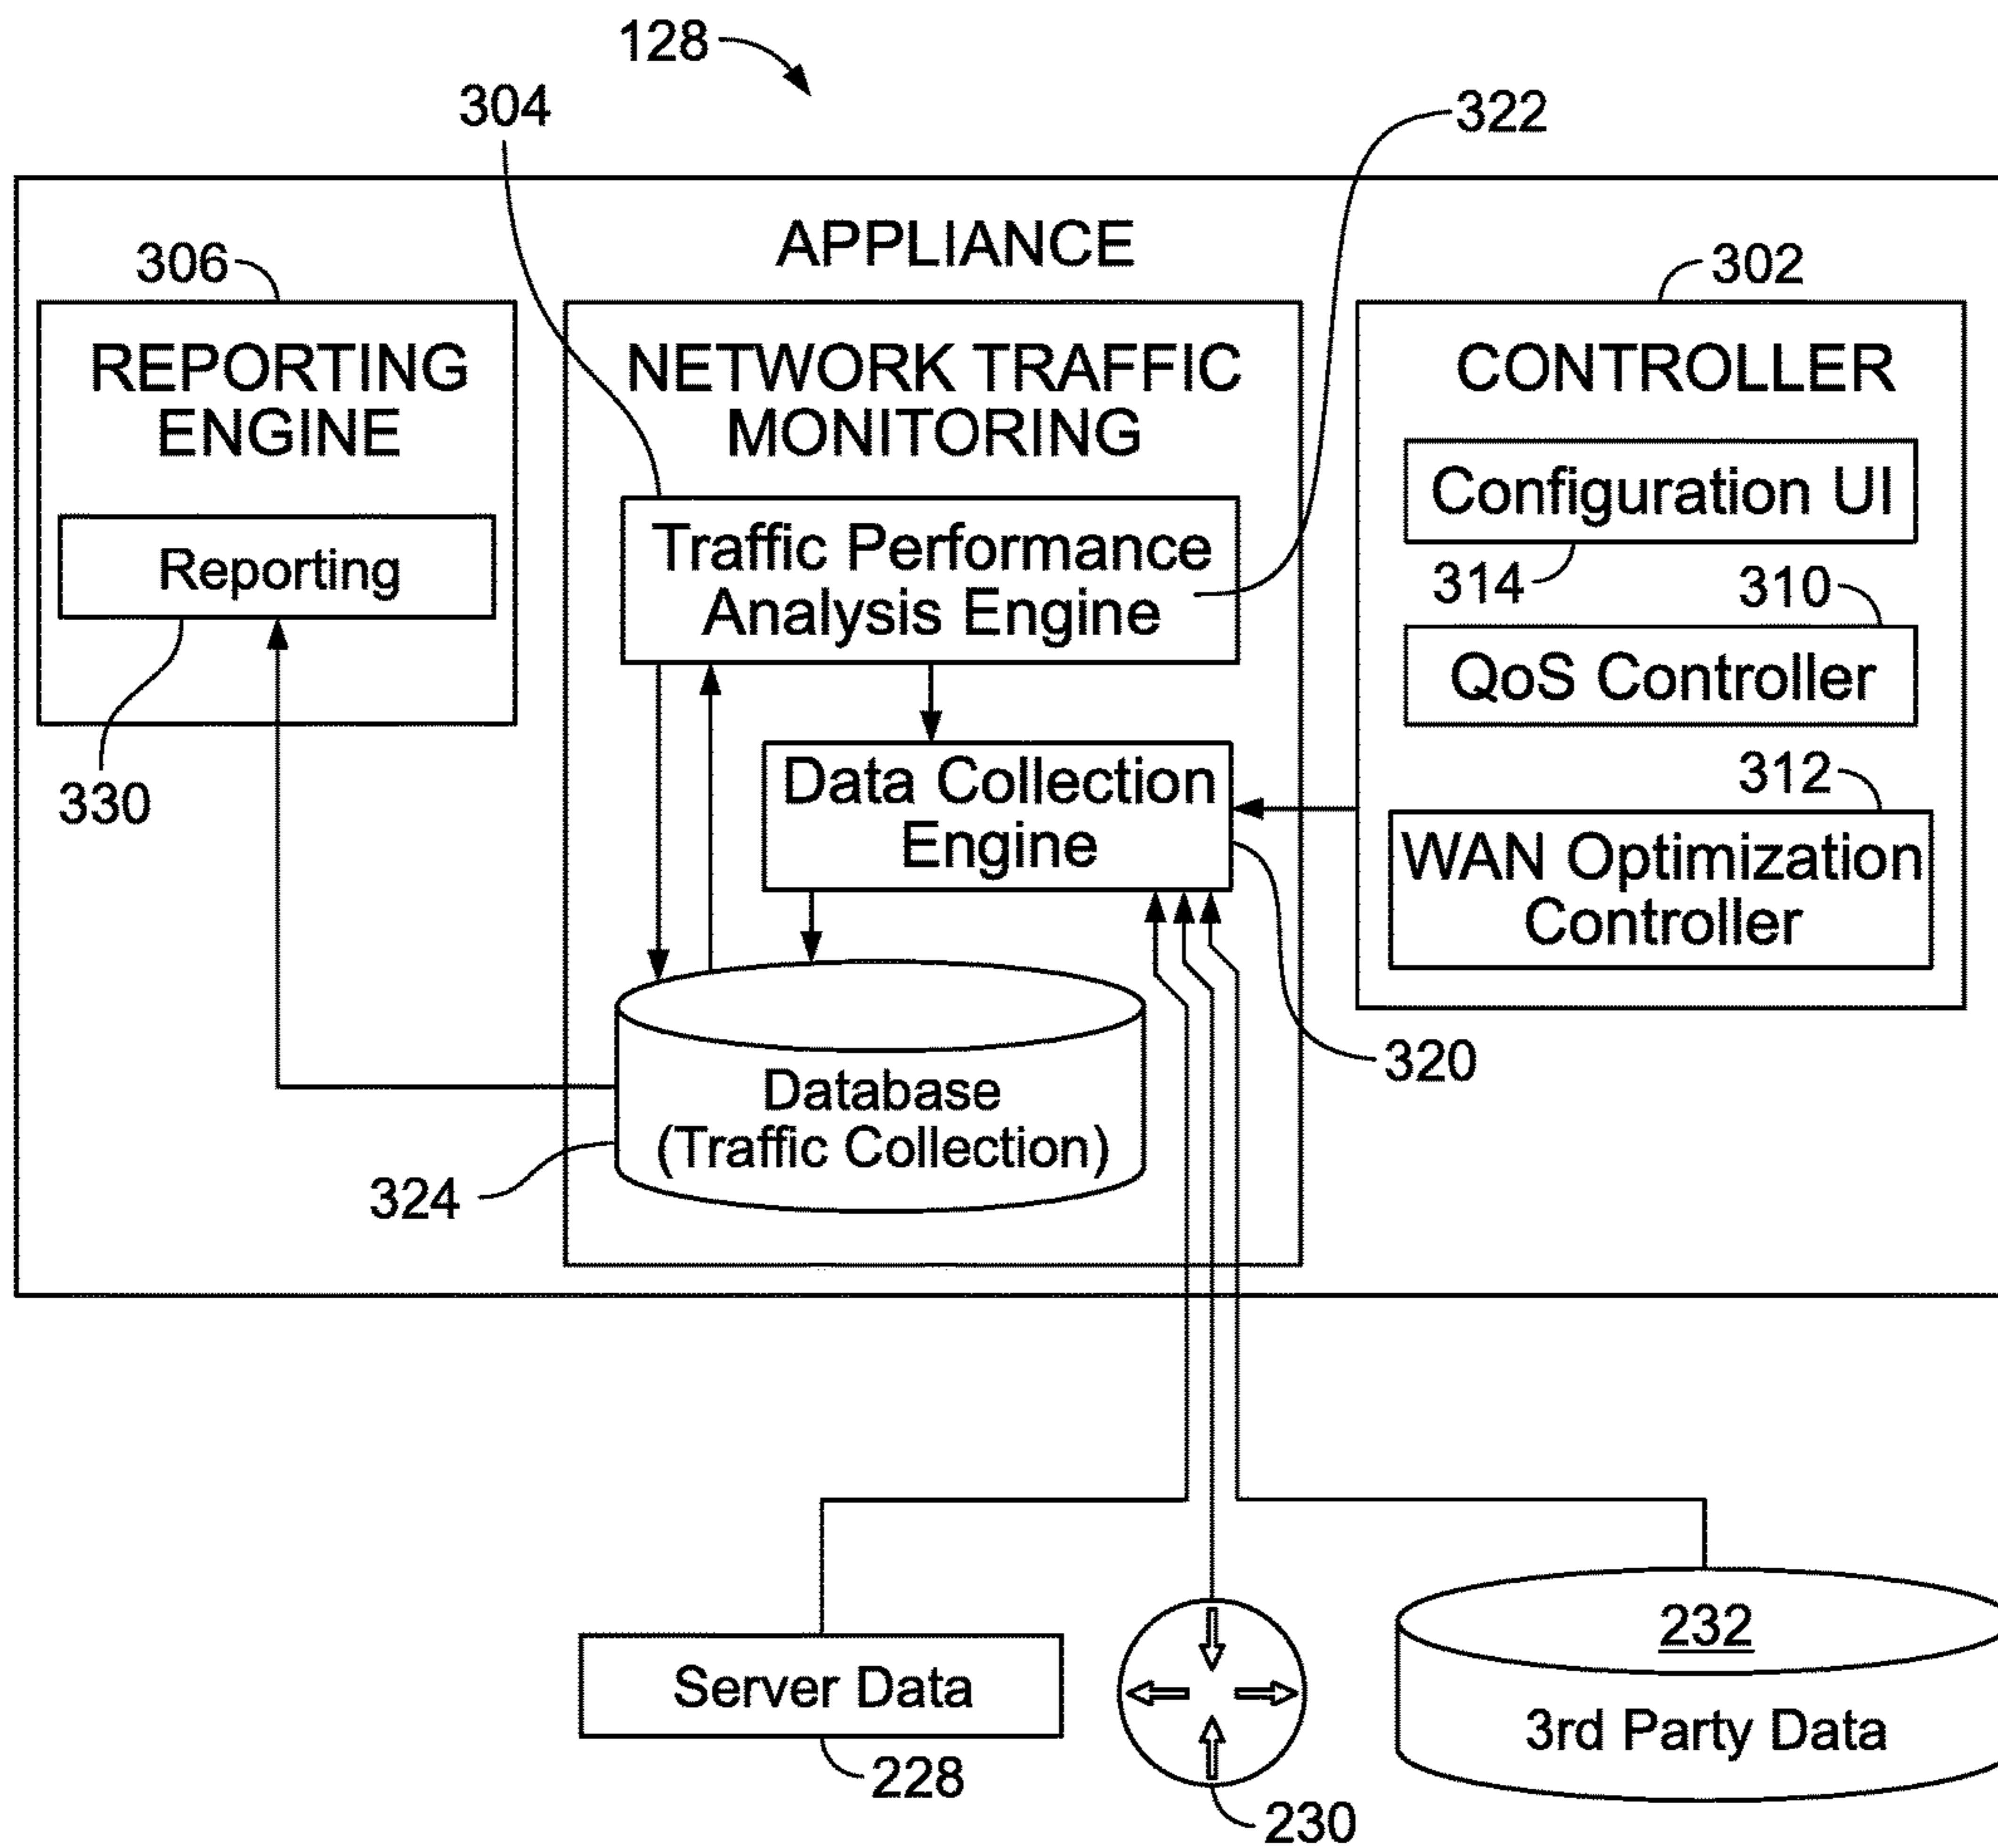 128
304
322
APPLIANCE
306
302
REPORTING
ENGINE
NETWORK TRAFFIC
MONITORING
CONTROLLER
Configuration UI
314
Reporting
330
Traffic Performance
Analysis Engine
310
QoS Controller
312
WAN Optimization
Controller
Data Collection
Engine
320
Database
(Traffic Collection)
324
Server Data
228
230
232
3rd Party Data